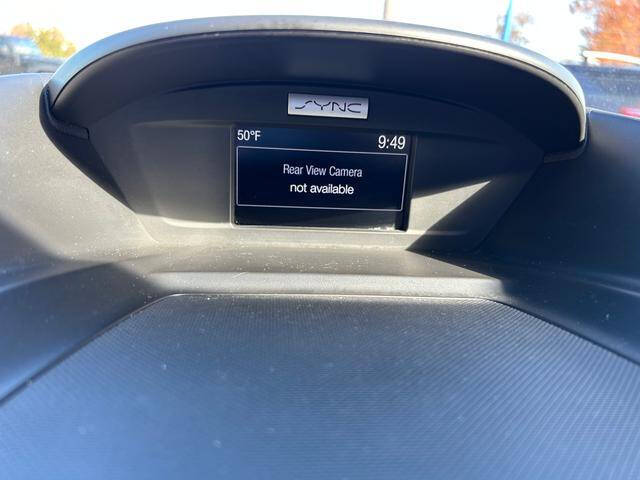 SYNC
50°F 9:49
Rear View Camera
not available